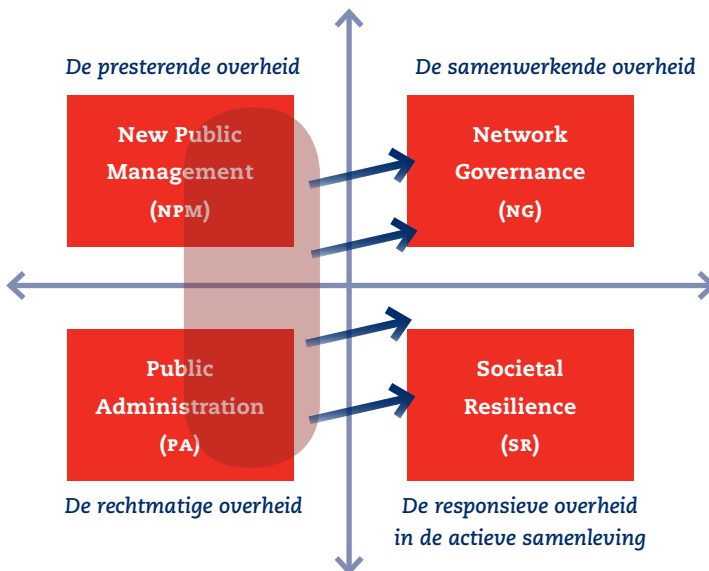 De presterende overheid
New Public
Management
(NPM)
De samenwerkende overheid
Network
Governance
(NG)
Public
Administration
(PA)
De rechtmatige overheid
Societal
Resilience
(SR)
De responsieve overheid
in de actieve samenleving